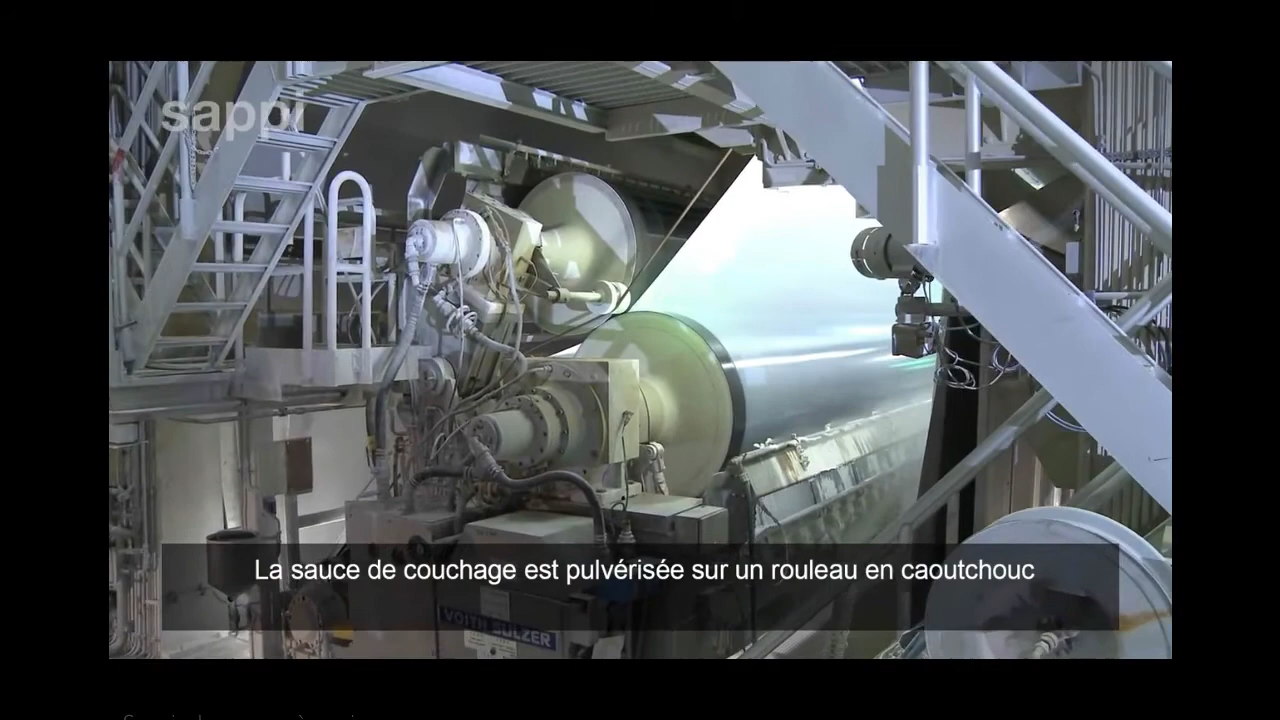 sappi
La sauce de couchage est pulvérisée sur un rouleau en caoutchouc
VOITH SULZER